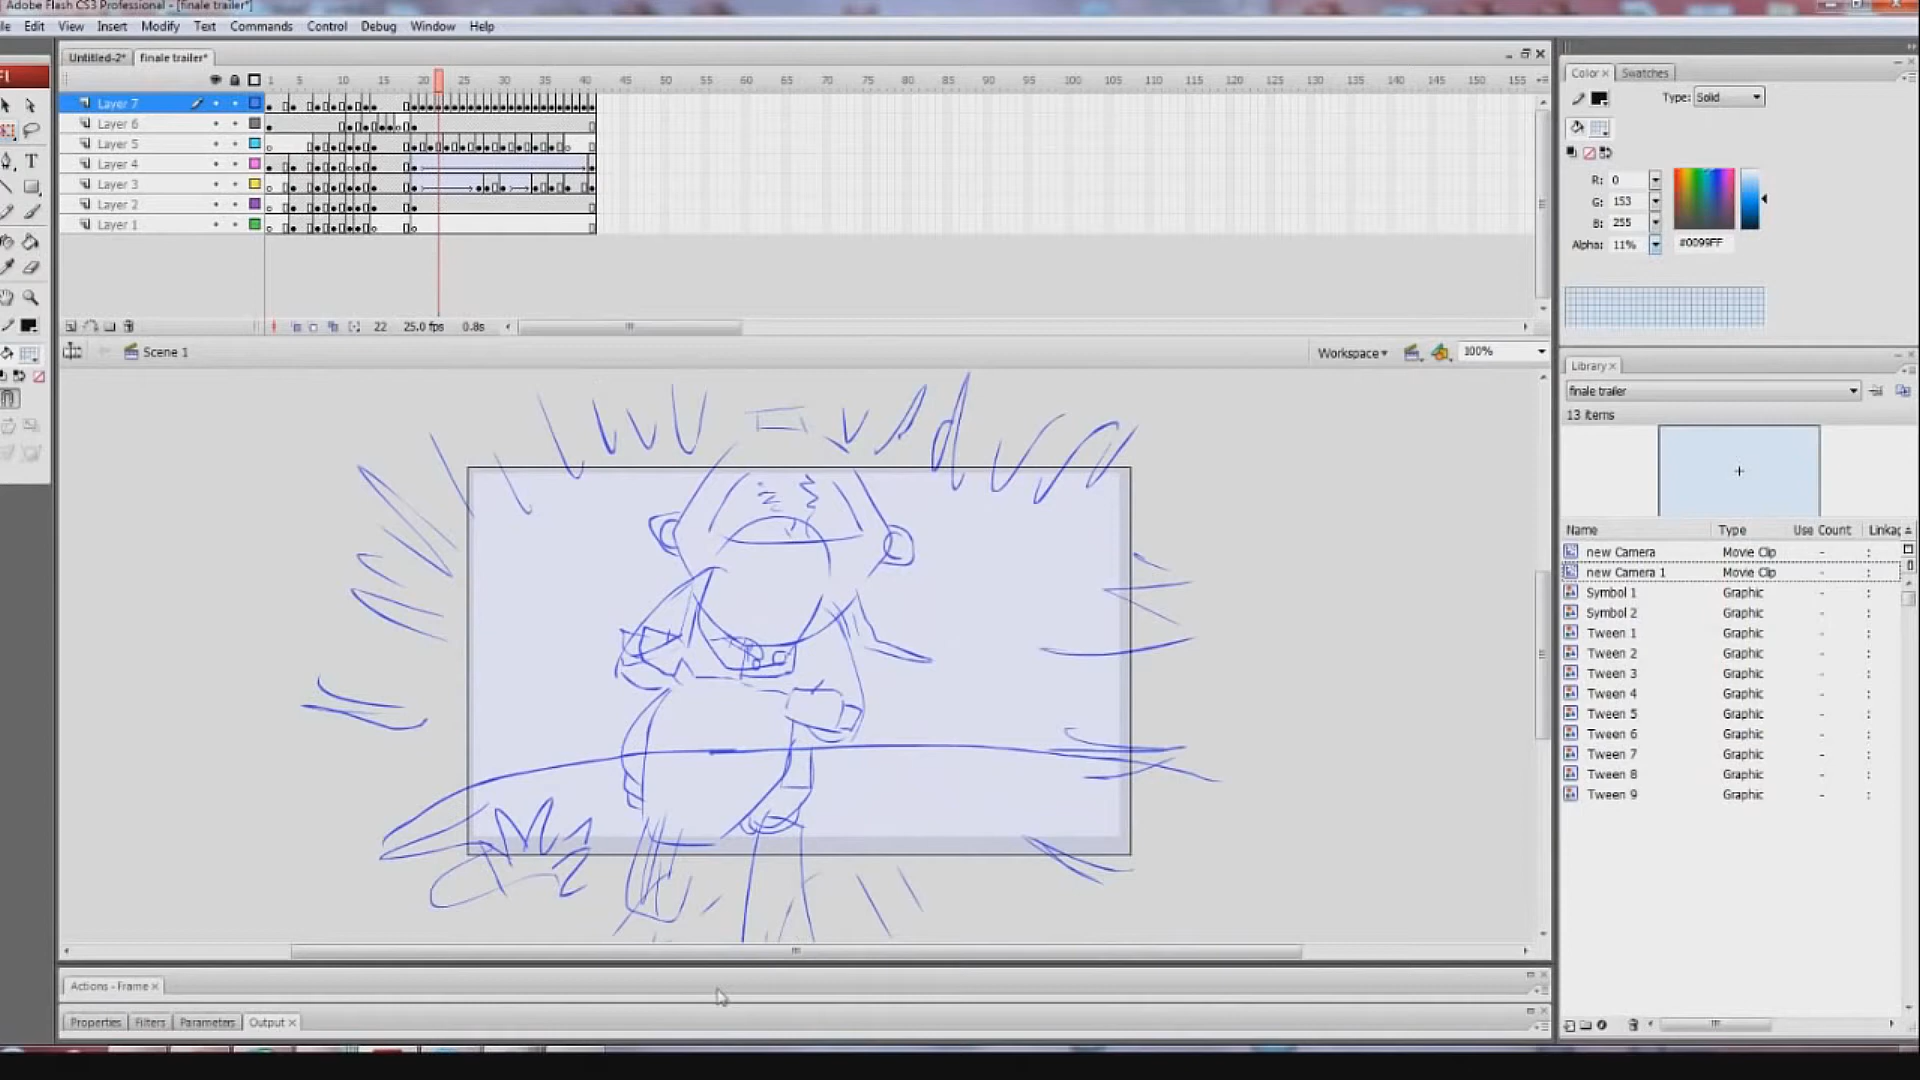 Adobe Flash CS3 Professional - [finale trailer*]
Edit View Insert Modify Text Commands Control Debug Window Help
Untitled-2* finale trailer*
1 5 10 15 20 25 30 35 40 45 50 55 60 65 70 75 80 85 90 95 100 105 110 115 120 125 130 135 140 145 150 155
Layer 7
Layer 6
Layer 5
Layer 4
Layer 3
Layer 2
Layer 1
22 25.0 fps 0.8s
Scene 1
Workspace 100%
Color Swatches
Type: Solid
R: 0
G: 153
B: 255
Alpha: 11% #0099FF
Library
finale trailer
13 items
Name Type Use Count
new Camera Movie Clip -
new Camera 1 Movie Clip -
Symbol 1 Graphic -
Symbol 2 Graphic -
Tween 1 Graphic -
Tween 2 Graphic -
Tween 3 Graphic -
Tween 4 Graphic -
Tween 5 Graphic -
Tween 6 Graphic -
Tween 7 Graphic -
Tween 8 Graphic -
Tween 9 Graphic -
Actions - Frame
Properties Filters Parameters Output